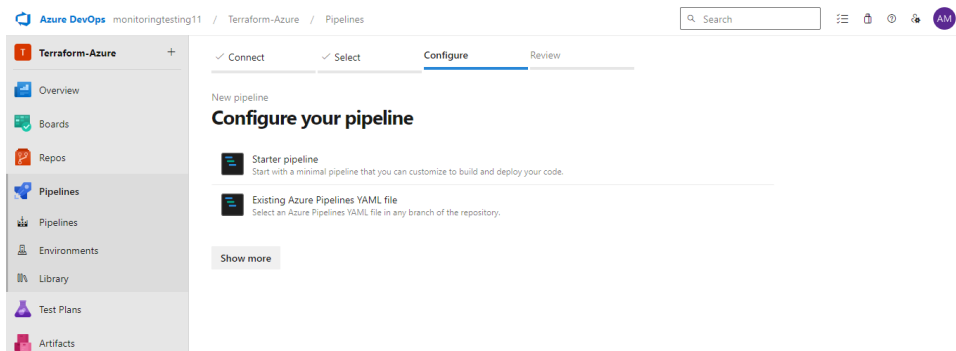 Azure DevOps monitoringtesting11 / Terraform-Azure / Pipelines
Search
AM
T Terraform-Azure +
Connect
Select
Configure
Review
Overview
Boards
Repos
Pipelines
Pipelines
Environments
Library
Test Plans
Artifacts
New pipeline
Configure your pipeline
Starter pipeline
Start with a minimal pipeline that you can customize to build and deploy your code.
Existing Azure Pipelines YAML file
Select an Azure Pipelines YAML file in any branch of the repository.
Show more